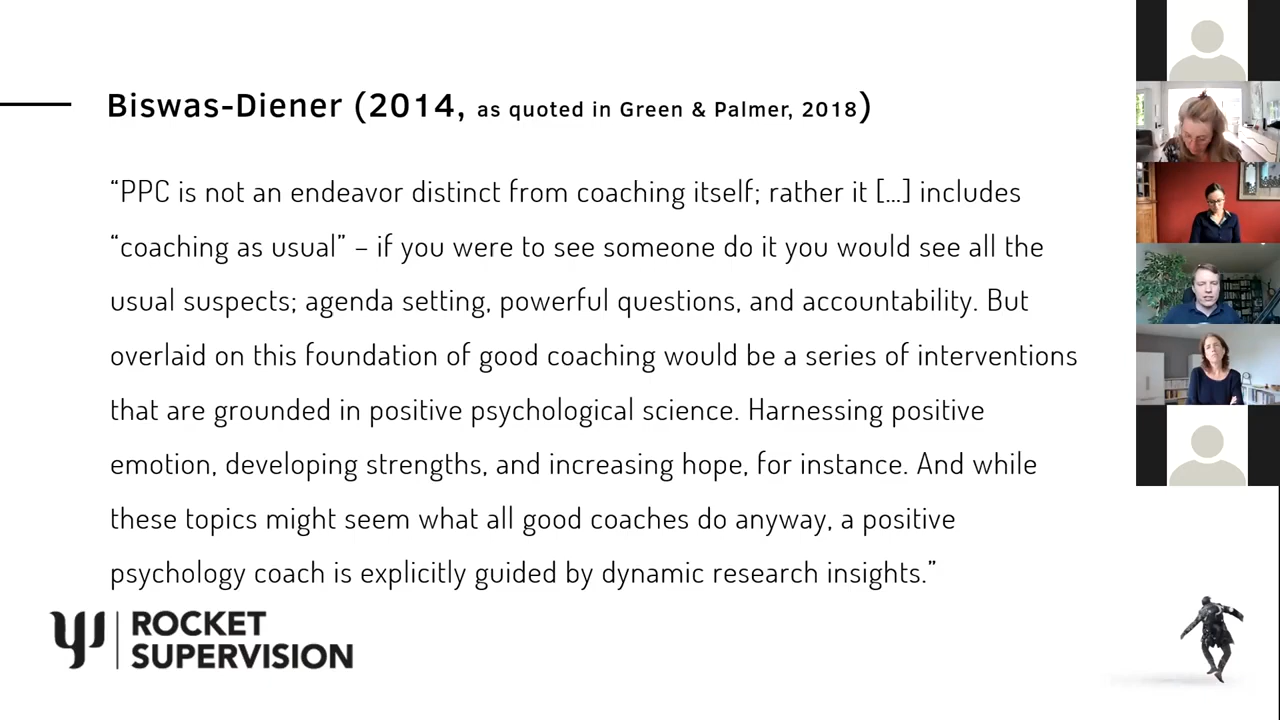 Biswas-Diener (2014, as quoted in Green & Palmer, 2018)
“PPC is not an endeavor distinct from coaching itself; rather it [...] includes
“coaching as usual” – if you were to see someone do it you would see all the
usual suspects; agenda setting, powerful questions, and accountability. But
overlaid on this foundation of good coaching would be a series of interventions
that are grounded in positive psychological science. Harnessing positive
emotion, developing strengths, and increasing hope, for instance. And while
these topics might seem what all good coaches do anyway, a positive
psychology coach is explicitly guided by dynamic research insights.”
ROCKET
SUPERVISION